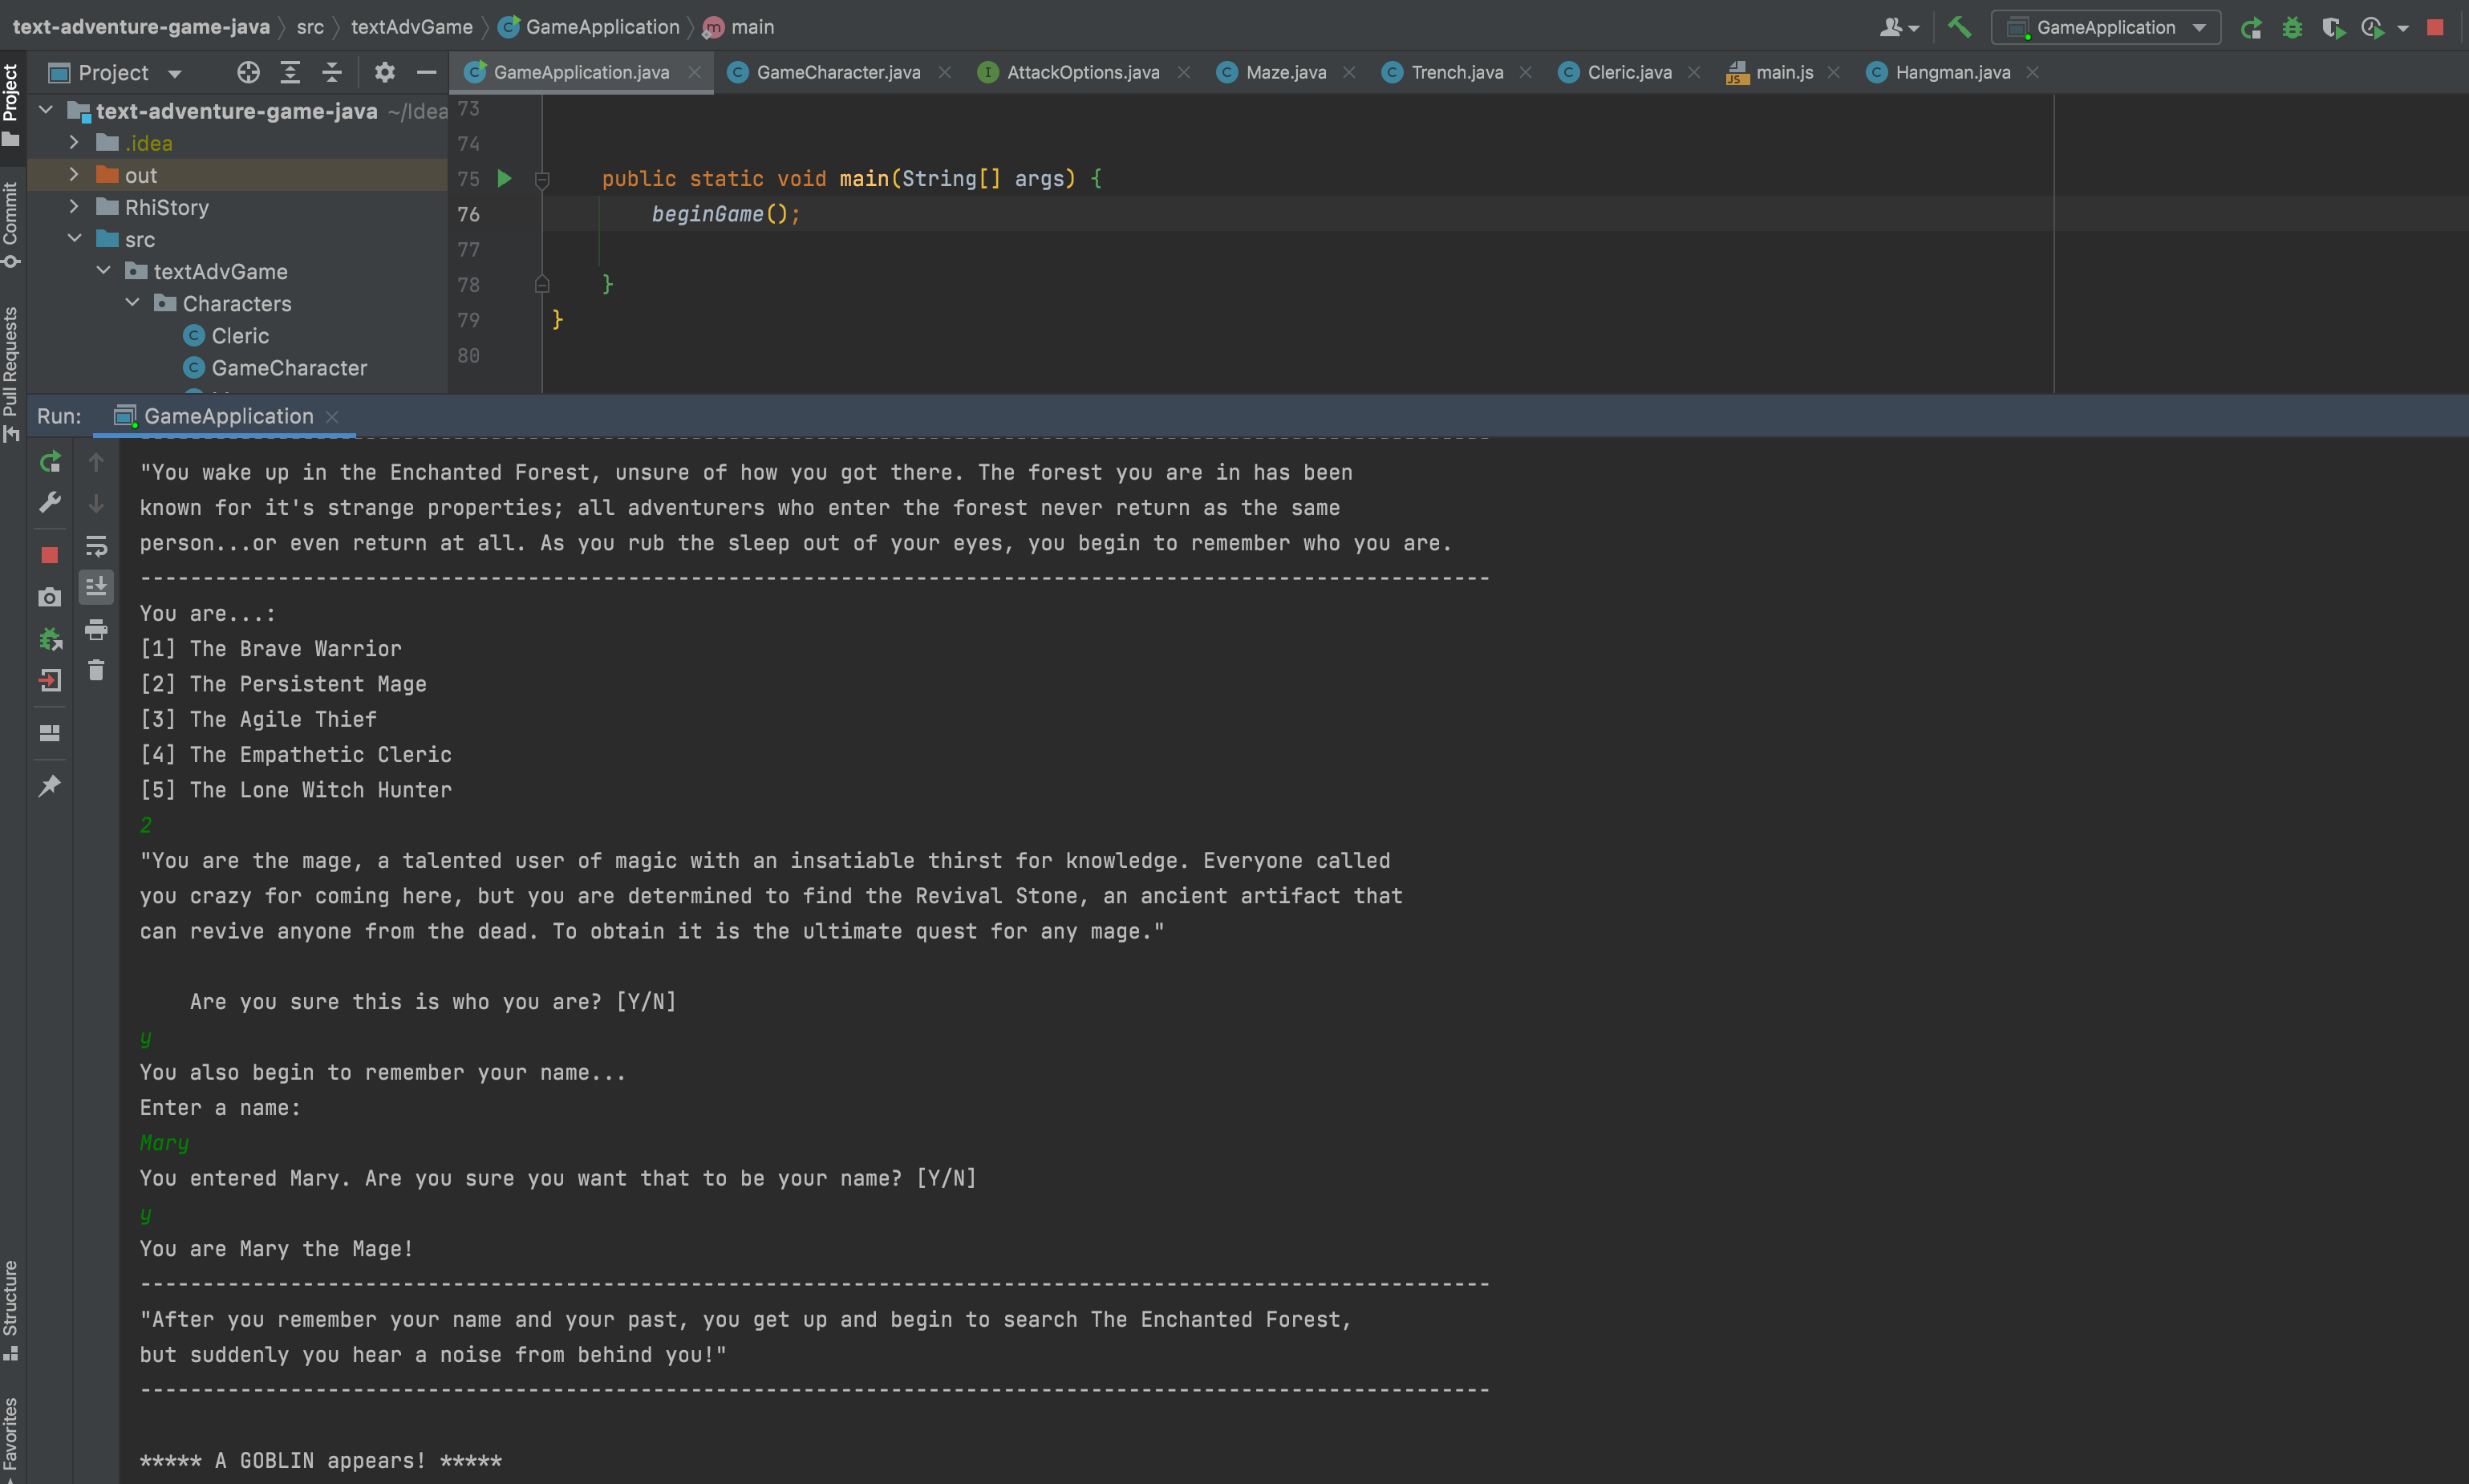 text-adventure-game-java src textAdvGame GameApplication main GameApplication
Project GameApplication.java GameCharacter.java AttackOptions.java Maze.java Trench.java Cleric.java main.js Hangman.java
Project
Commit
Pull Requests
Structure
Favorites
text-adventure-game-java ~/Idea
.idea
out
RhiStory
src
textAdvGame
Characters
Cleric
GameCharacter
73
74
75 public static void main(String[] args) {
76 beginGame();
77
78 }
79 }
80
Run: GameApplication
--------------------------------------------------------------------------------------------------------
"You wake up in the Enchanted Forest, unsure of how you got there. The forest you are in has been
known for it's strange properties; all adventurers who enter the forest never return as the same
person...or even return at all. As you rub the sleep out of your eyes, you begin to remember who you are.
------------------------------------------------------------------------------------------------------------
You are...:
[1] The Brave Warrior
[2] The Persistent Mage
[3] The Agile Thief
[4] The Empathetic Cleric
[5] The Lone Witch Hunter
2
"You are the mage, a talented user of magic with an insatiable thirst for knowledge. Everyone called
you crazy for coming here, but you are determined to find the Revival Stone, an ancient artifact that
can revive anyone from the dead. To obtain it is the ultimate quest for any mage."
Are you sure this is who you are? [Y/N]
y
You also begin to remember your name...
Enter a name:
Mary
You entered Mary. Are you sure you want that to be your name? [Y/N]
y
You are Mary the Mage!
------------------------------------------------------------------------------------------------------------
"After you remember your name and your past, you get up and begin to search The Enchanted Forest,
but suddenly you hear a noise from behind you!"
------------------------------------------------------------------------------------------------------------
***** A GOBLIN appears! *****